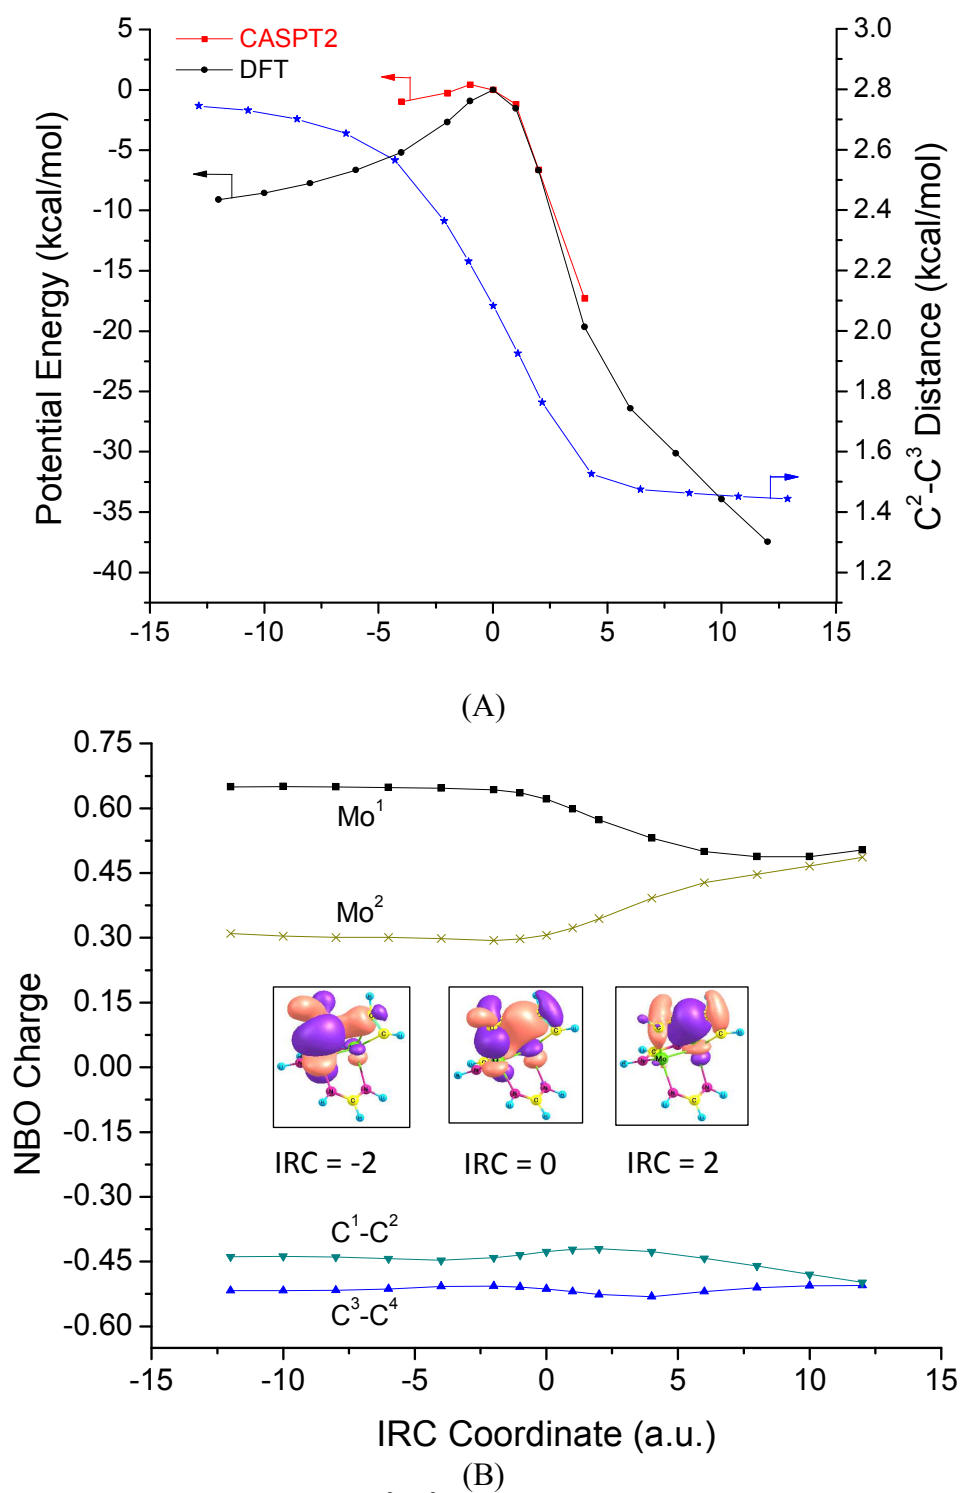 (A)
CASPT2
DFT
5
0
-5
-10
-15
-20
-25
-30
-35
-40
Potential Energy (kcal/mol)
3.0
2.8
2.6
2.4
2.2
2.0
1.8
1.6
1.4
1.2
C²-C³ Distance (kcal/mol)
-15 -10 -5 0 5 10 15
(A)
0.75
0.60
0.45
0.30
0.15
0.00
-0.15
-0.30
-0.45
-0.60
NBO Charge
Mo¹
Mo²
IRC = -2 IRC = 0 IRC = 2
C¹-C²
C³-C⁴
-15 -10 -5 0 5 10 15
IRC Coordinate (a.u.)
(B)